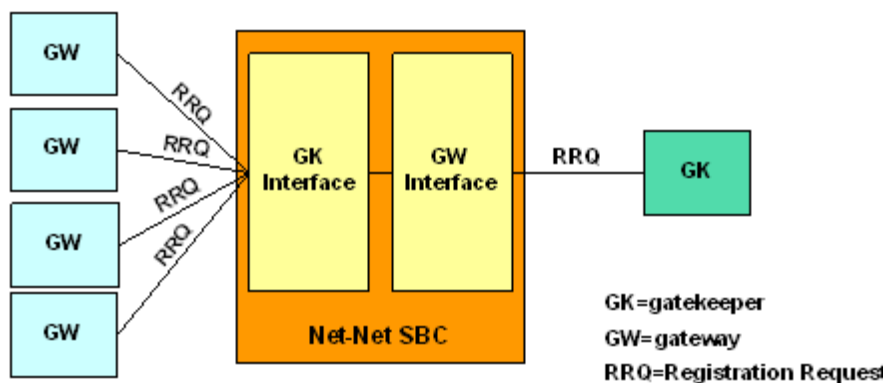 GW
GW
GW
GW
RRQ
RRQ
RRQ
RRQ
GK
Interface
GW
Interface
Net-Net SBC
RRQ
GK
GK=gatekeeper
GW=gateway
RRQ=Registration Request